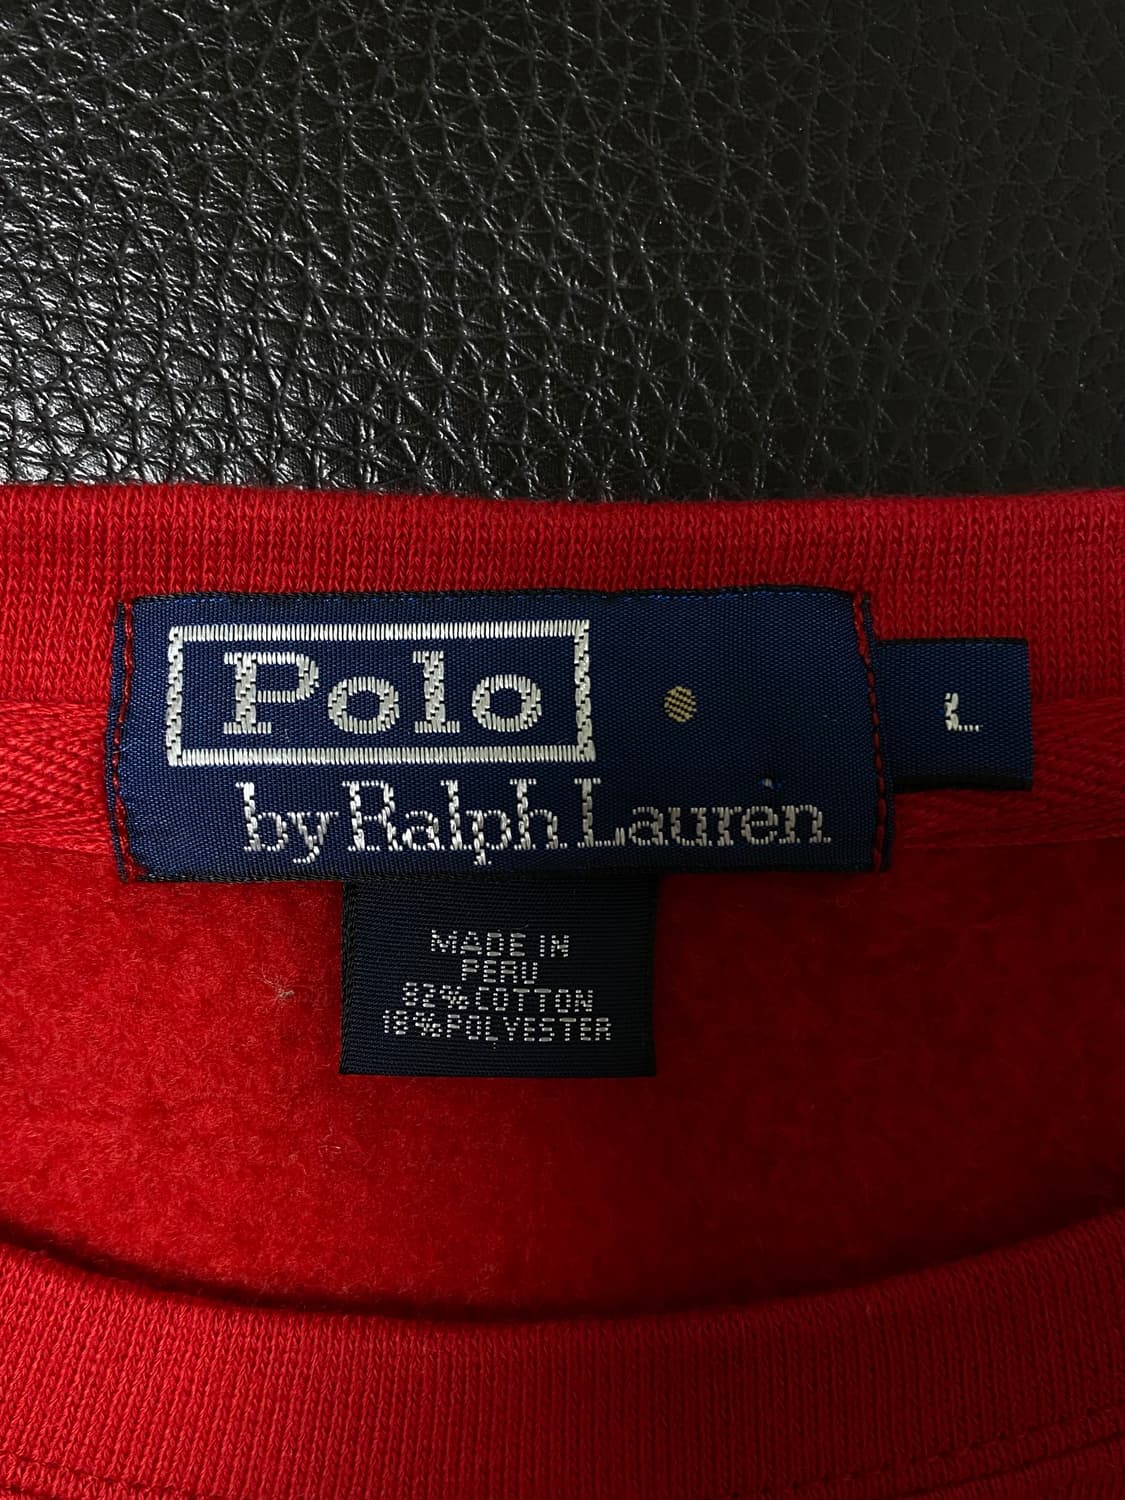 Polo
by Ralph Lauren
L
MADE IN
PERU
82% COTTON
18% POLYESTER